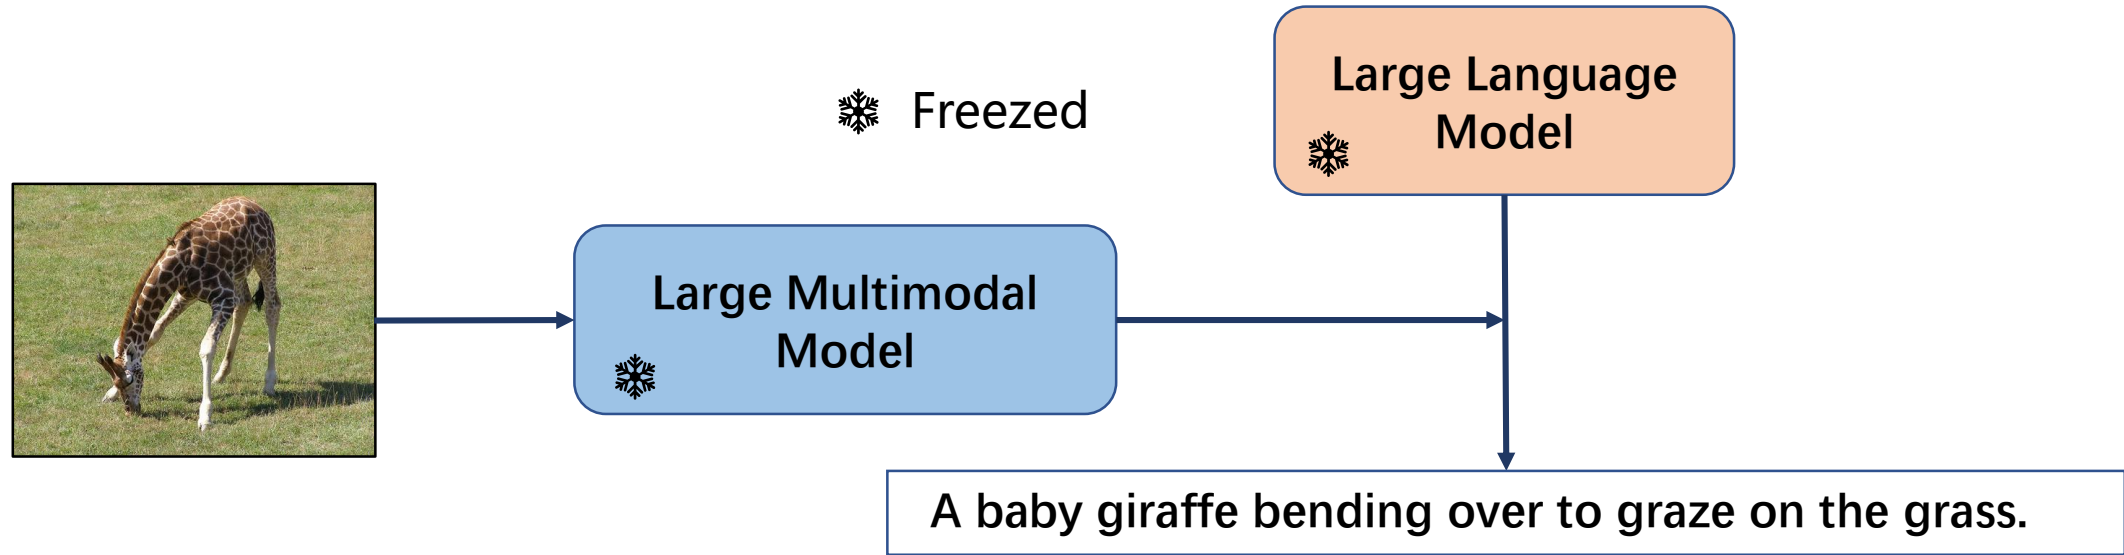 Freezed
Large Language
Model
Large Multimodal
Model
A baby giraffe bending over to graze on the grass.